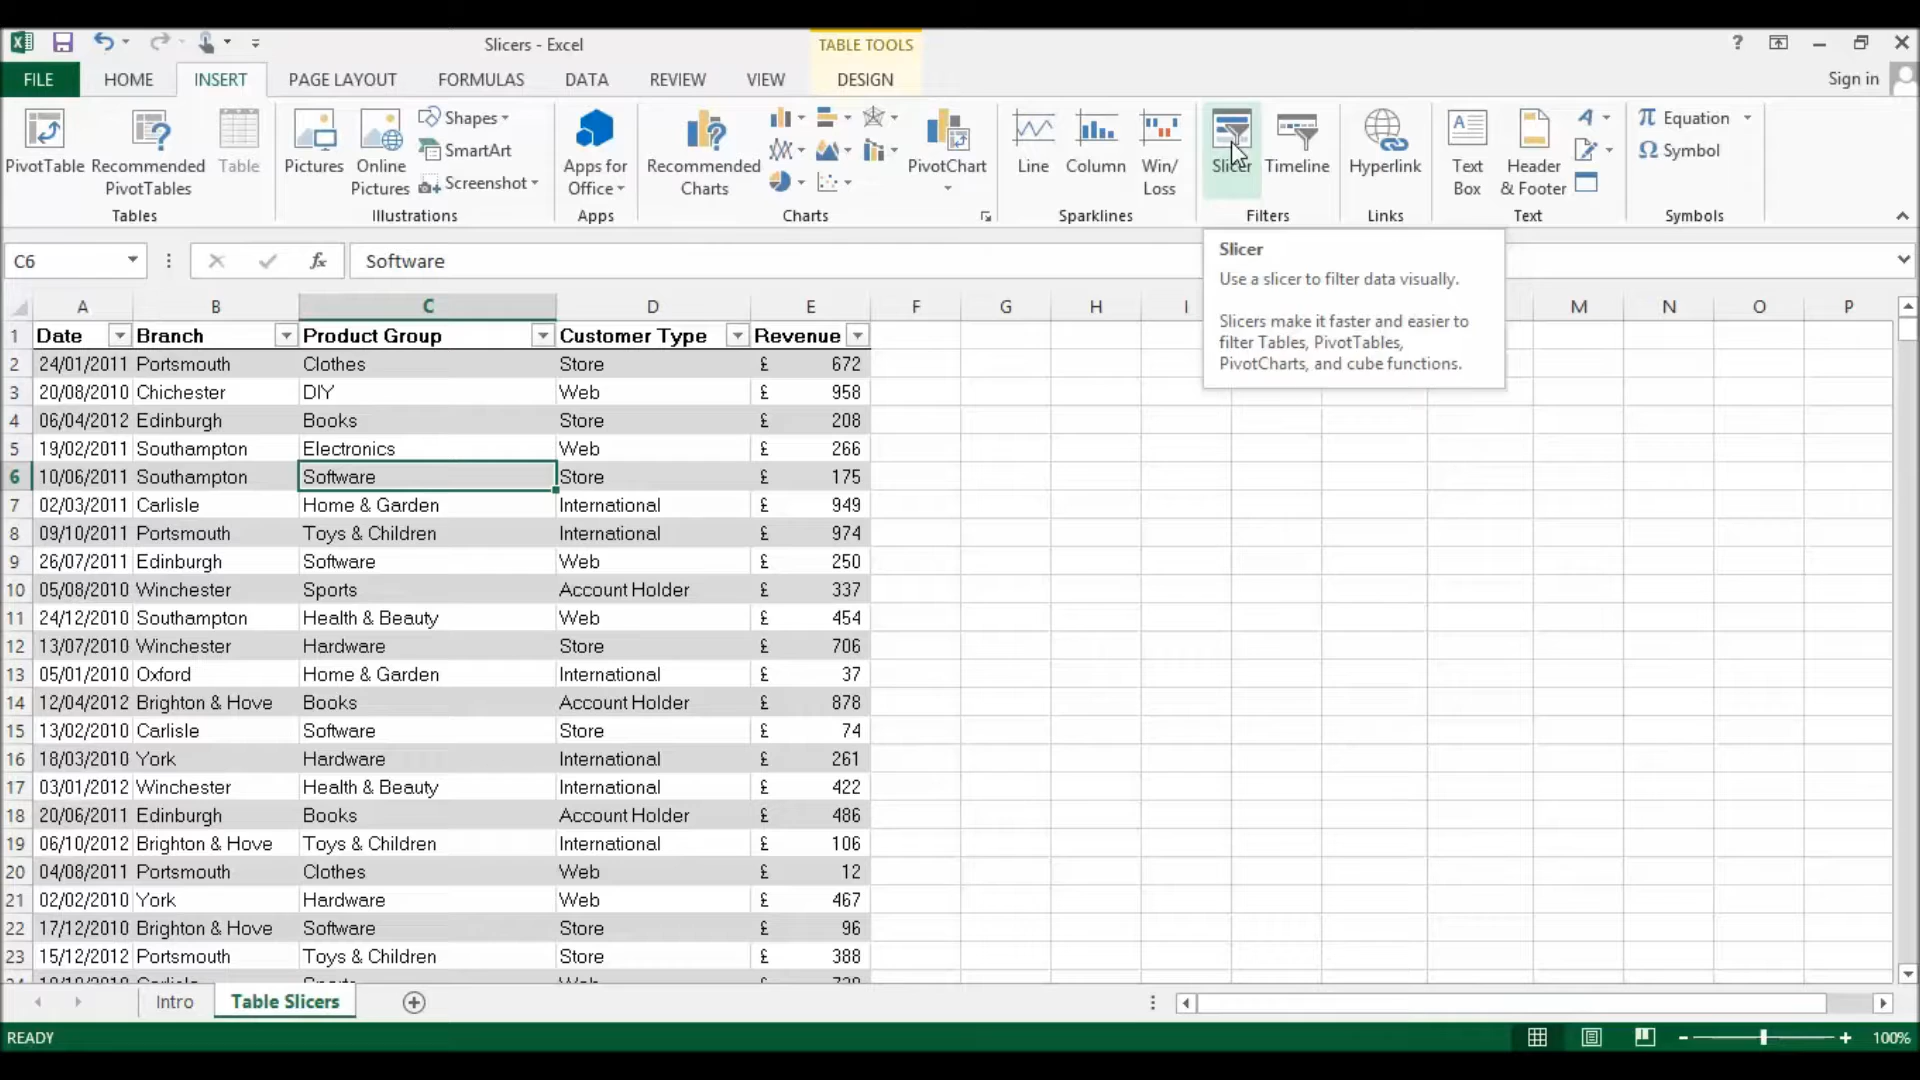 Slicers - Excel
TABLE TOOLS
?
FILE HOME INSERT PAGE LAYOUT FORMULAS DATA REVIEW VIEW DESIGN Sign in
PivotTable Recommended PivotTables Table
Tables
Pictures Online Pictures Shapes SmartArt Screenshot
Illustrations
Apps for Office
Apps
Recommended Charts PivotChart
Charts
Line Column Win/Loss
Sparklines
Slicer Timeline
Filters
Hyperlink
Links
Text Box Header & Footer
Text
Equation
Symbol
Symbols
C6 fx Software
Slicer
Use a slicer to filter data visually.
Slicers make it faster and easier to
filter Tables, PivotTables,
PivotCharts, and cube functions.
A B C D E F G H I M N O P
1 Date Branch Product Group Customer Type Revenue
2 24/01/2011 Portsmouth Clothes Store £ 672
3 20/08/2010 Chichester DIY Web £ 958
4 06/04/2012 Edinburgh Books Store £ 208
5 19/02/2011 Southampton Electronics Web £ 266
6 10/06/2011 Southampton Software Store £ 175
7 02/03/2011 Carlisle Home & Garden International £ 949
8 09/10/2011 Portsmouth Toys & Children International £ 974
9 26/07/2011 Edinburgh Software Web £ 250
10 05/08/2010 Winchester Sports Account Holder £ 337
11 24/12/2010 Southampton Health & Beauty Web £ 454
12 13/07/2010 Winchester Hardware Store £ 706
13 05/01/2010 Oxford Home & Garden International £ 37
14 12/04/2012 Brighton & Hove Books Account Holder £ 878
15 13/02/2010 Carlisle Software Store £ 74
16 18/03/2010 York Hardware International £ 261
17 03/01/2012 Winchester Health & Beauty International £ 422
18 20/06/2011 Edinburgh Books Account Holder £ 486
19 06/10/2012 Brighton & Hove Toys & Children International £ 106
20 04/08/2011 Portsmouth Clothes Web £ 12
21 02/02/2010 York Hardware Web £ 467
22 17/12/2010 Brighton & Hove Software Store £ 96
23 15/12/2012 Portsmouth Toys & Children Store £ 388
Intro Table Slicers
READY 100%